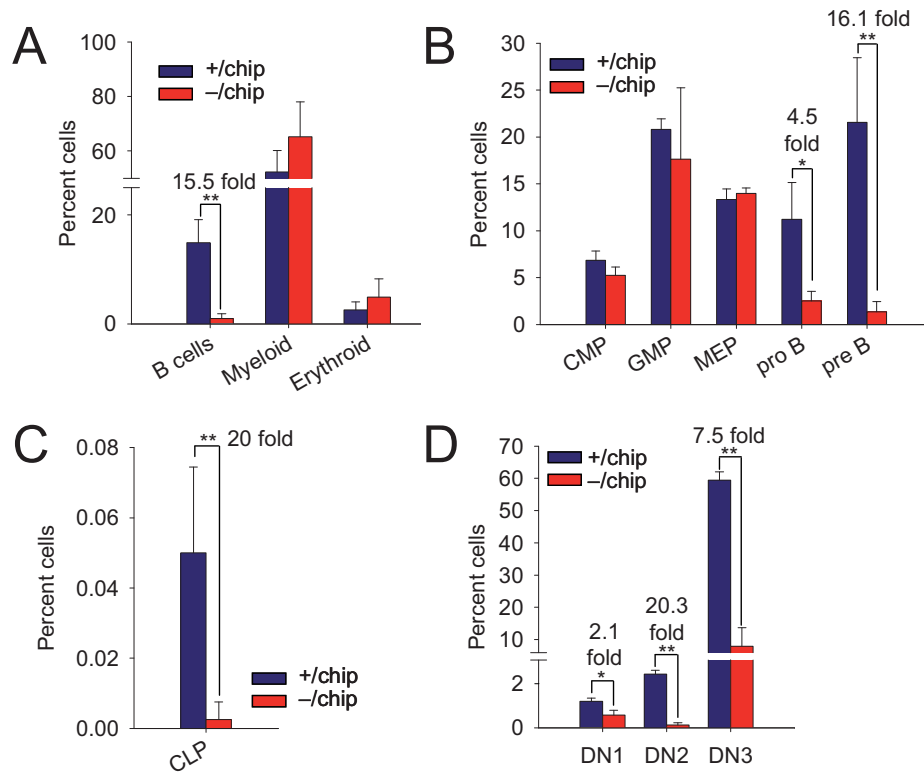 A
100
80
60
20
0
Percent cells
+/chip
–/chip
15.5 fold
**
B cells
Myeloid
Erythroid
B
30
25
20
15
10
5
0
Percent cells
+/chip
–/chip
4.5
fold
*
16.1 fold
**
CMP
GMP
MEP
pro B
pre B
C
0.08
0.06
0.04
0.02
0.00
Percent cells
** 20 fold
+/chip
–/chip
CLP
D
70
60
50
40
30
20
10
2
0
Percent cells
+/chip
–/chip
2.1
fold
*
20.3
fold
**
7.5 fold
**
DN1
DN2
DN3